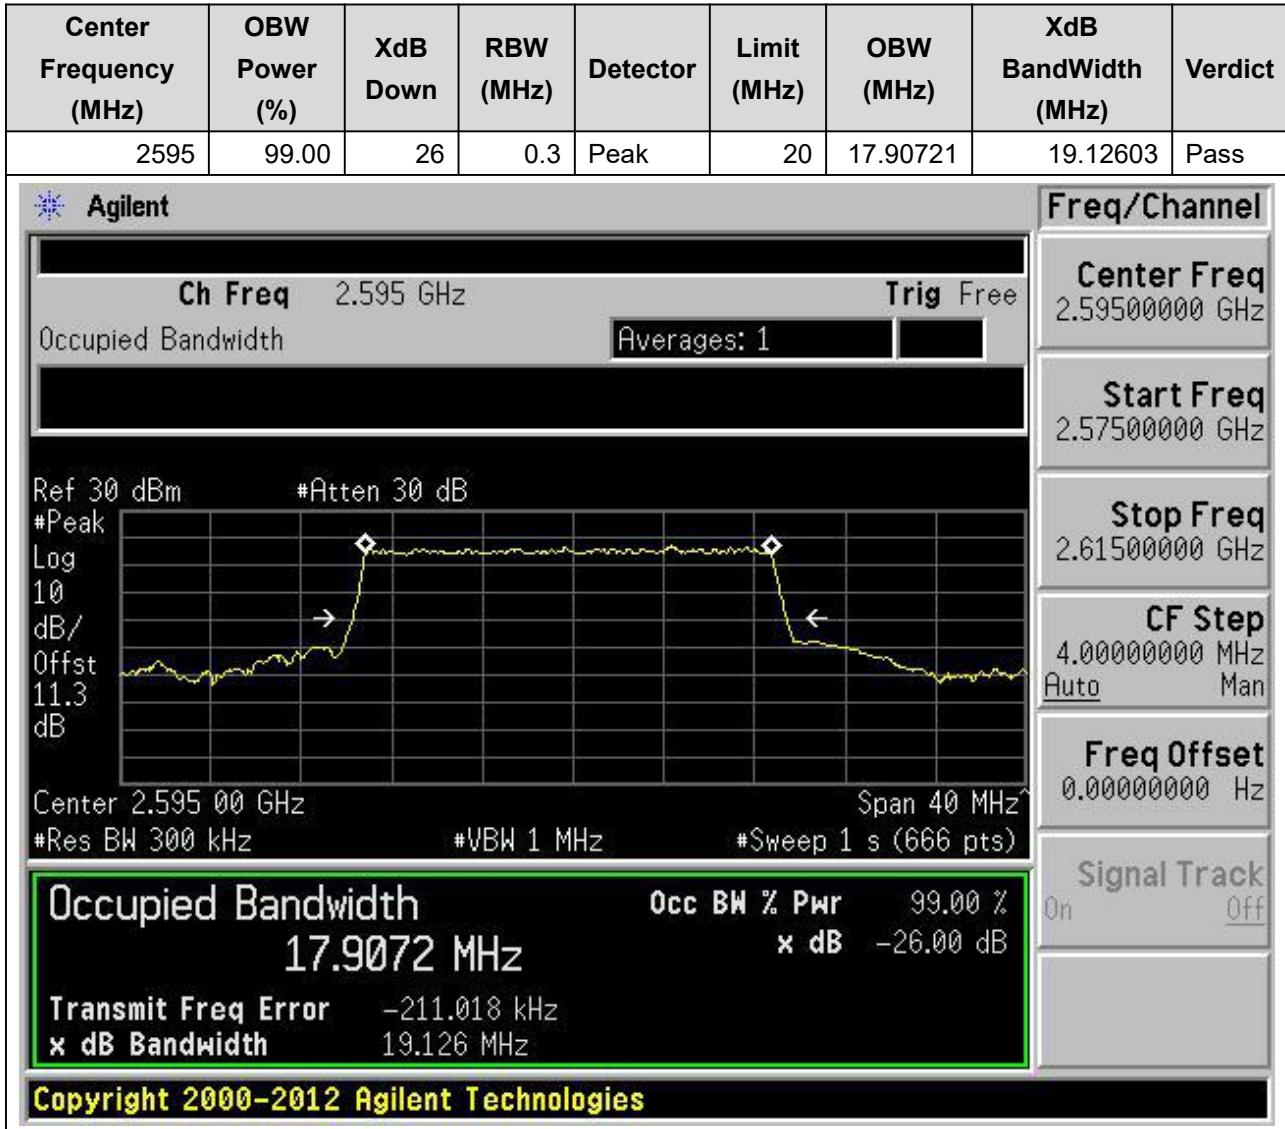 Center Frequency (MHz) OBW Power (%) XdB Down RBW (MHz) Detector Limit (MHz) OBW (MHz) XdB BandWidth (MHz) Verdict
2595 99.00 26 0.3 Peak 20 17.90721 19.12603 Pass
Agilent
Freq/Channel
Ch Freq 2.595 GHz Trig Free
Occupied Bandwidth Averages: 1
Center Freq
2.59500000 GHz
Start Freq
2.57500000 GHz
Stop Freq
2.61500000 GHz
CF Step
4.00000000 MHz
Auto Man
Freq Offset
0.00000000 Hz
Signal Track
On Off
Ref 30 dBm #Atten 30 dB
#Peak
Log
10
dB/
Offst
11.3
dB
Center 2.595 00 GHz Span 40 MHz^
#Res BW 300 kHz #VBW 1 MHz #Sweep 1 s (666 pts)
Occupied Bandwidth Occ BW % Pwr 99.00 %
17.9072 MHz x dB -26.00 dB
Transmit Freq Error -211.018 kHz
x dB Bandwidth 19.126 MHz
Copyright 2000-2012 Agilent Technologies